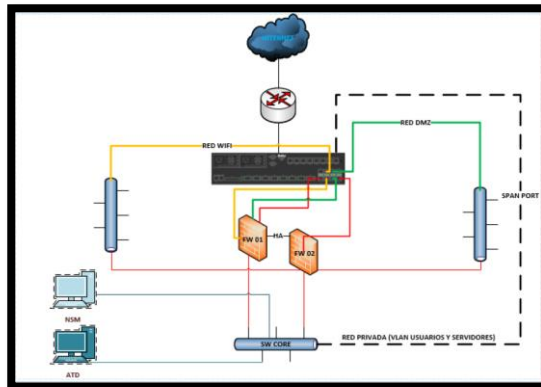 INTERNET
RED WIFI
RED DMZ
SPAN PORT
FW 01
HA
FW 02
NSM
RED PRIVADA (VLAN USUARIOS Y SERVIDORES)
SW CORE
ATD